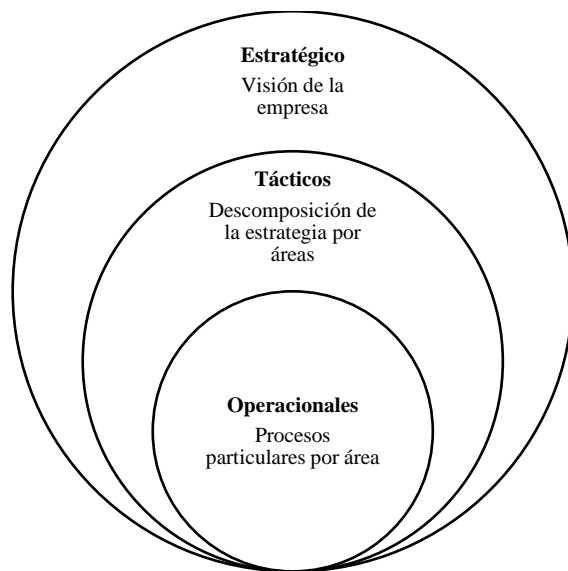 Estratégico
Visión de la
empresa
Tácticos
Descomposición de
la estrategia por
áreas
Operacionales
Procesos
particulares por área